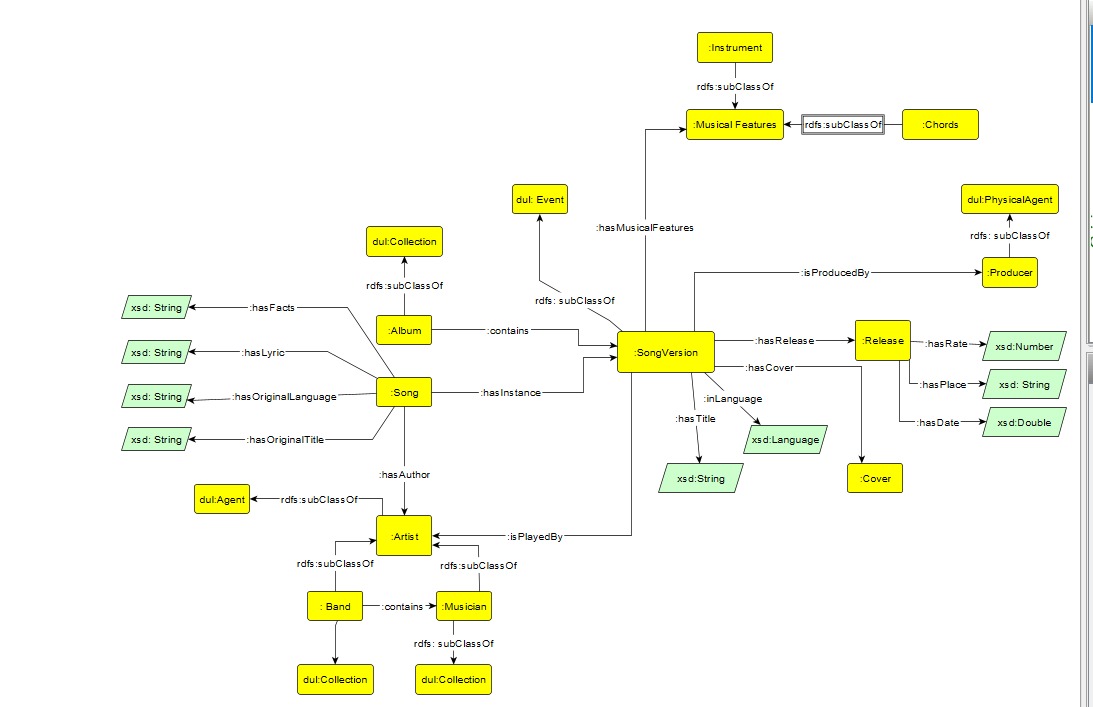 :Instrument
rdfs:subClassOf
:Musical Features
rdfs:subClassOf
:Chords
dul: Event
dul:PhysicalAgent
:hasMusicalFeatures
rdfs: subClassOf
dul:Collection
:isProducedBy
:Producer
rdfs:subClassOf
rdfs: subClassOf
xsd: String
:hasFacts
:Album
:contains
:SongVersion
:hasRelease
:Release
:hasRate
xsd:Number
xsd: String
:hasLyric
:hasCover
:hasPlace
xsd: String
xsd: String
:hasOriginalLanguage
:Song
:hasInstance
:inLanguage
:hasTitle
:hasDate
xsd:Double
xsd: String
:hasOriginalTitle
xsd:Language
:hasAuthor
xsd:String
:Cover
dul:Agent
rdfs:subClassOf
:Artist
:isPlayedBy
rdfs:subClassOf
rdfs:subClassOf
: Band
:contains
:Musician
rdfs: subClassOf
dul:Collection
dul:Collection